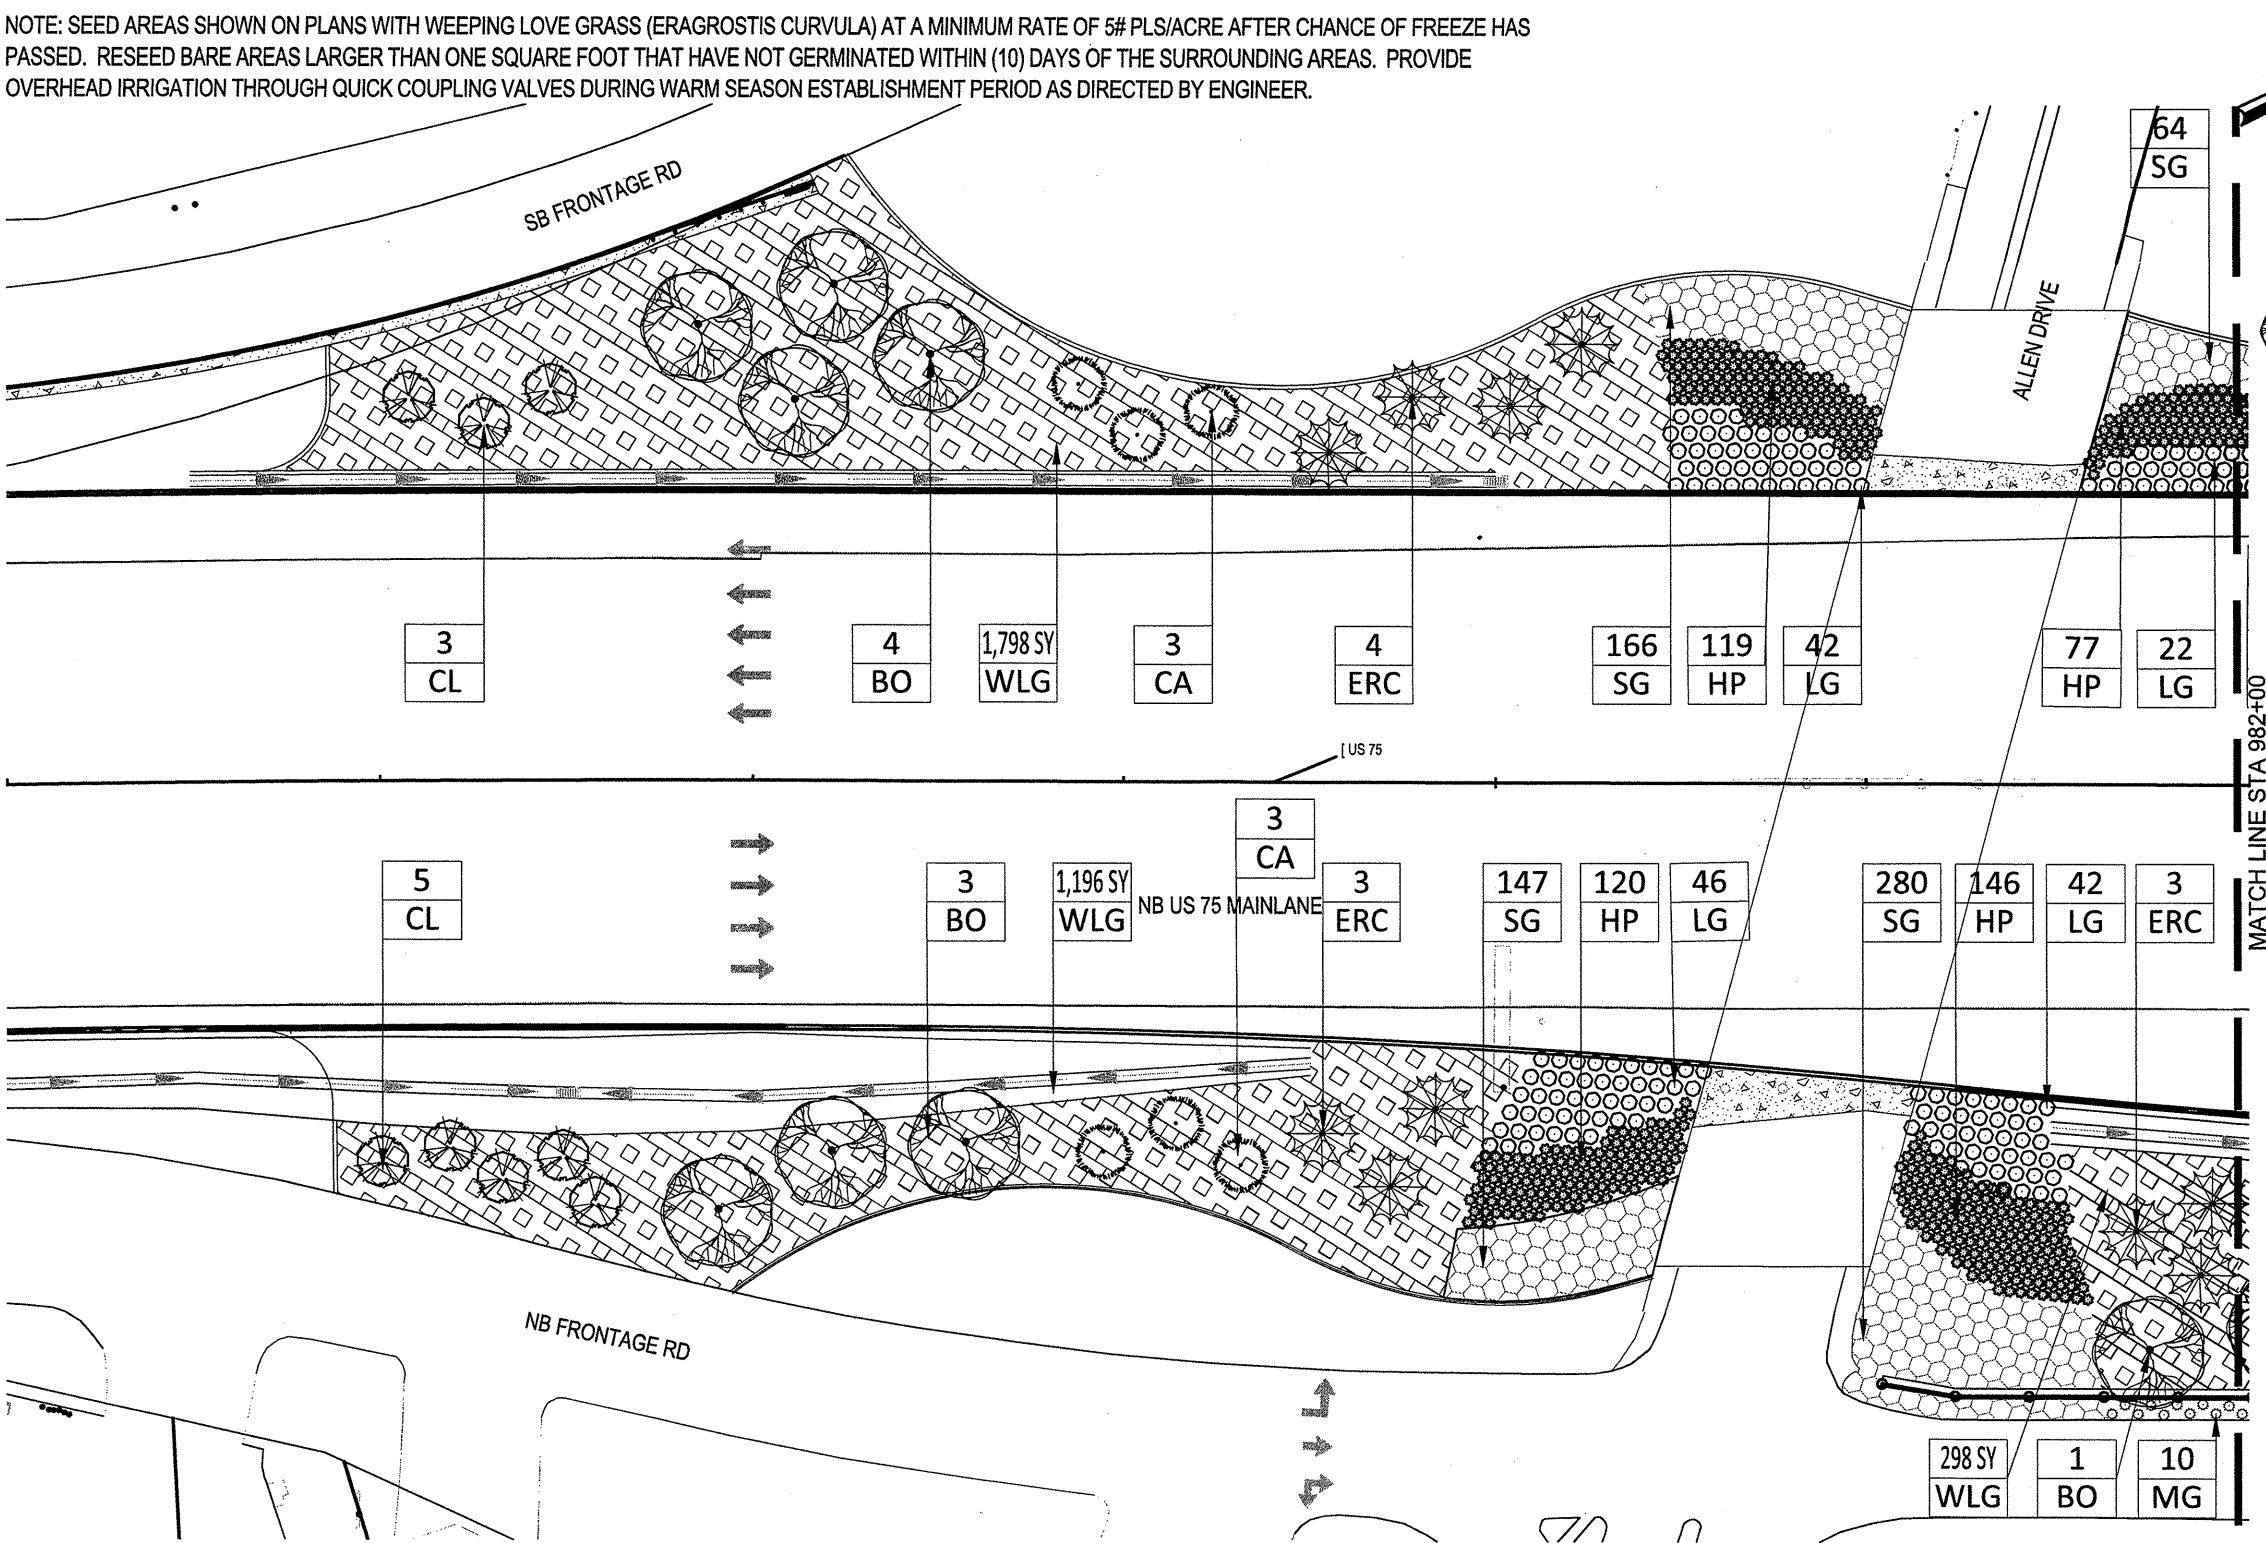 NOTE: SEED AREAS SHOWN ON PLANS WITH WEEPING LOVE GRASS (ERAGROSTIS CURVULA) AT A MINIMUM RATE OF 5# PLS/ACRE AFTER CHANCE OF FREEZE HAS
PASSED. RESEED BARE AREAS LARGER THAN ONE SQUARE FOOT THAT HAVE NOT GERMINATED WITHIN (10) DAYS OF THE SURROUNDING AREAS. PROVIDE
OVERHEAD IRRIGATION THROUGH QUICK COUPLING VALVES DURING WARM SEASON ESTABLISHMENT PERIOD AS DIRECTED BY ENGINEER.
64
SG
SB FRONTAGE RD
ALLEN DRIVE
3
CL
4
BO
1,798 SY
WLG
3
CA
4
ERC
166
SG
119
HP
42
LG
77
HP
22
LG
[ US 75
MATCH LINE STA 982+00
3
CA
5
CL
3
BO
1,196 SY
WLG
NB US 75 MAINLANE
3
ERC
147
SG
120
HP
46
LG
280
SG
146
HP
42
LG
3
ERC
NB FRONTAGE RD
298 SY
WLG
1
BO
10
MG